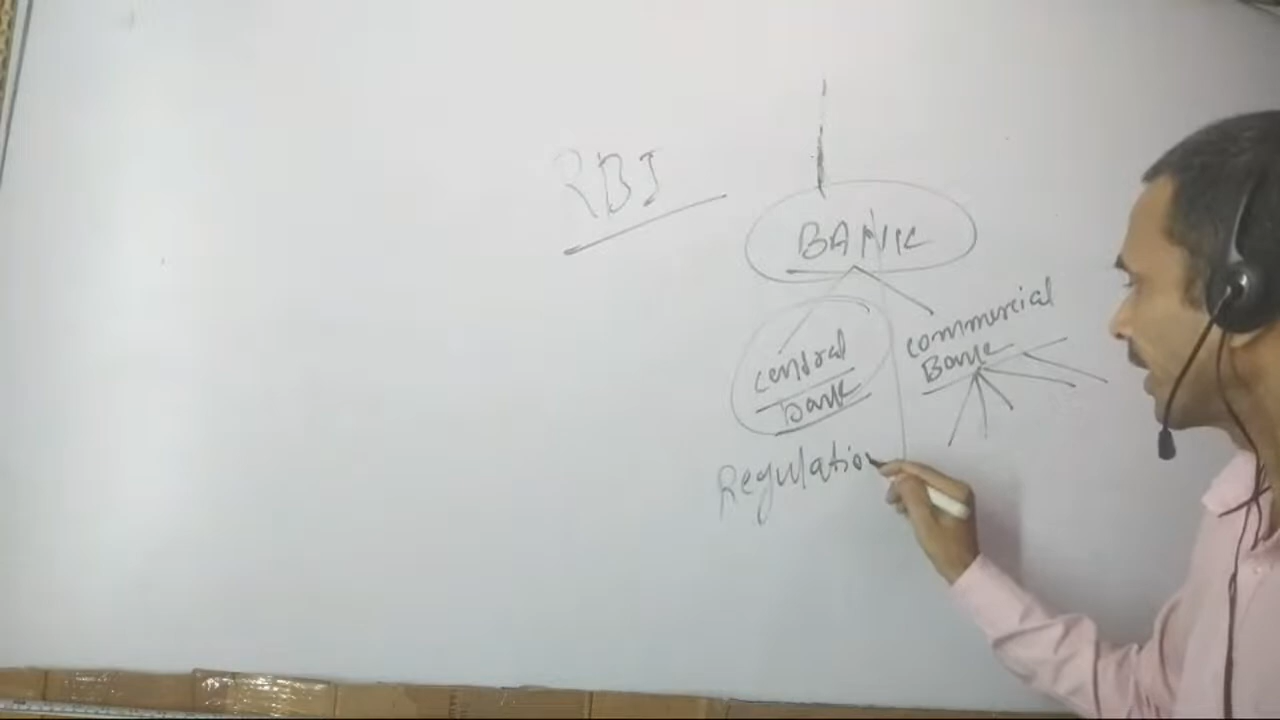 RBI
BANK
central
bank
commercial
Bank
Regulation